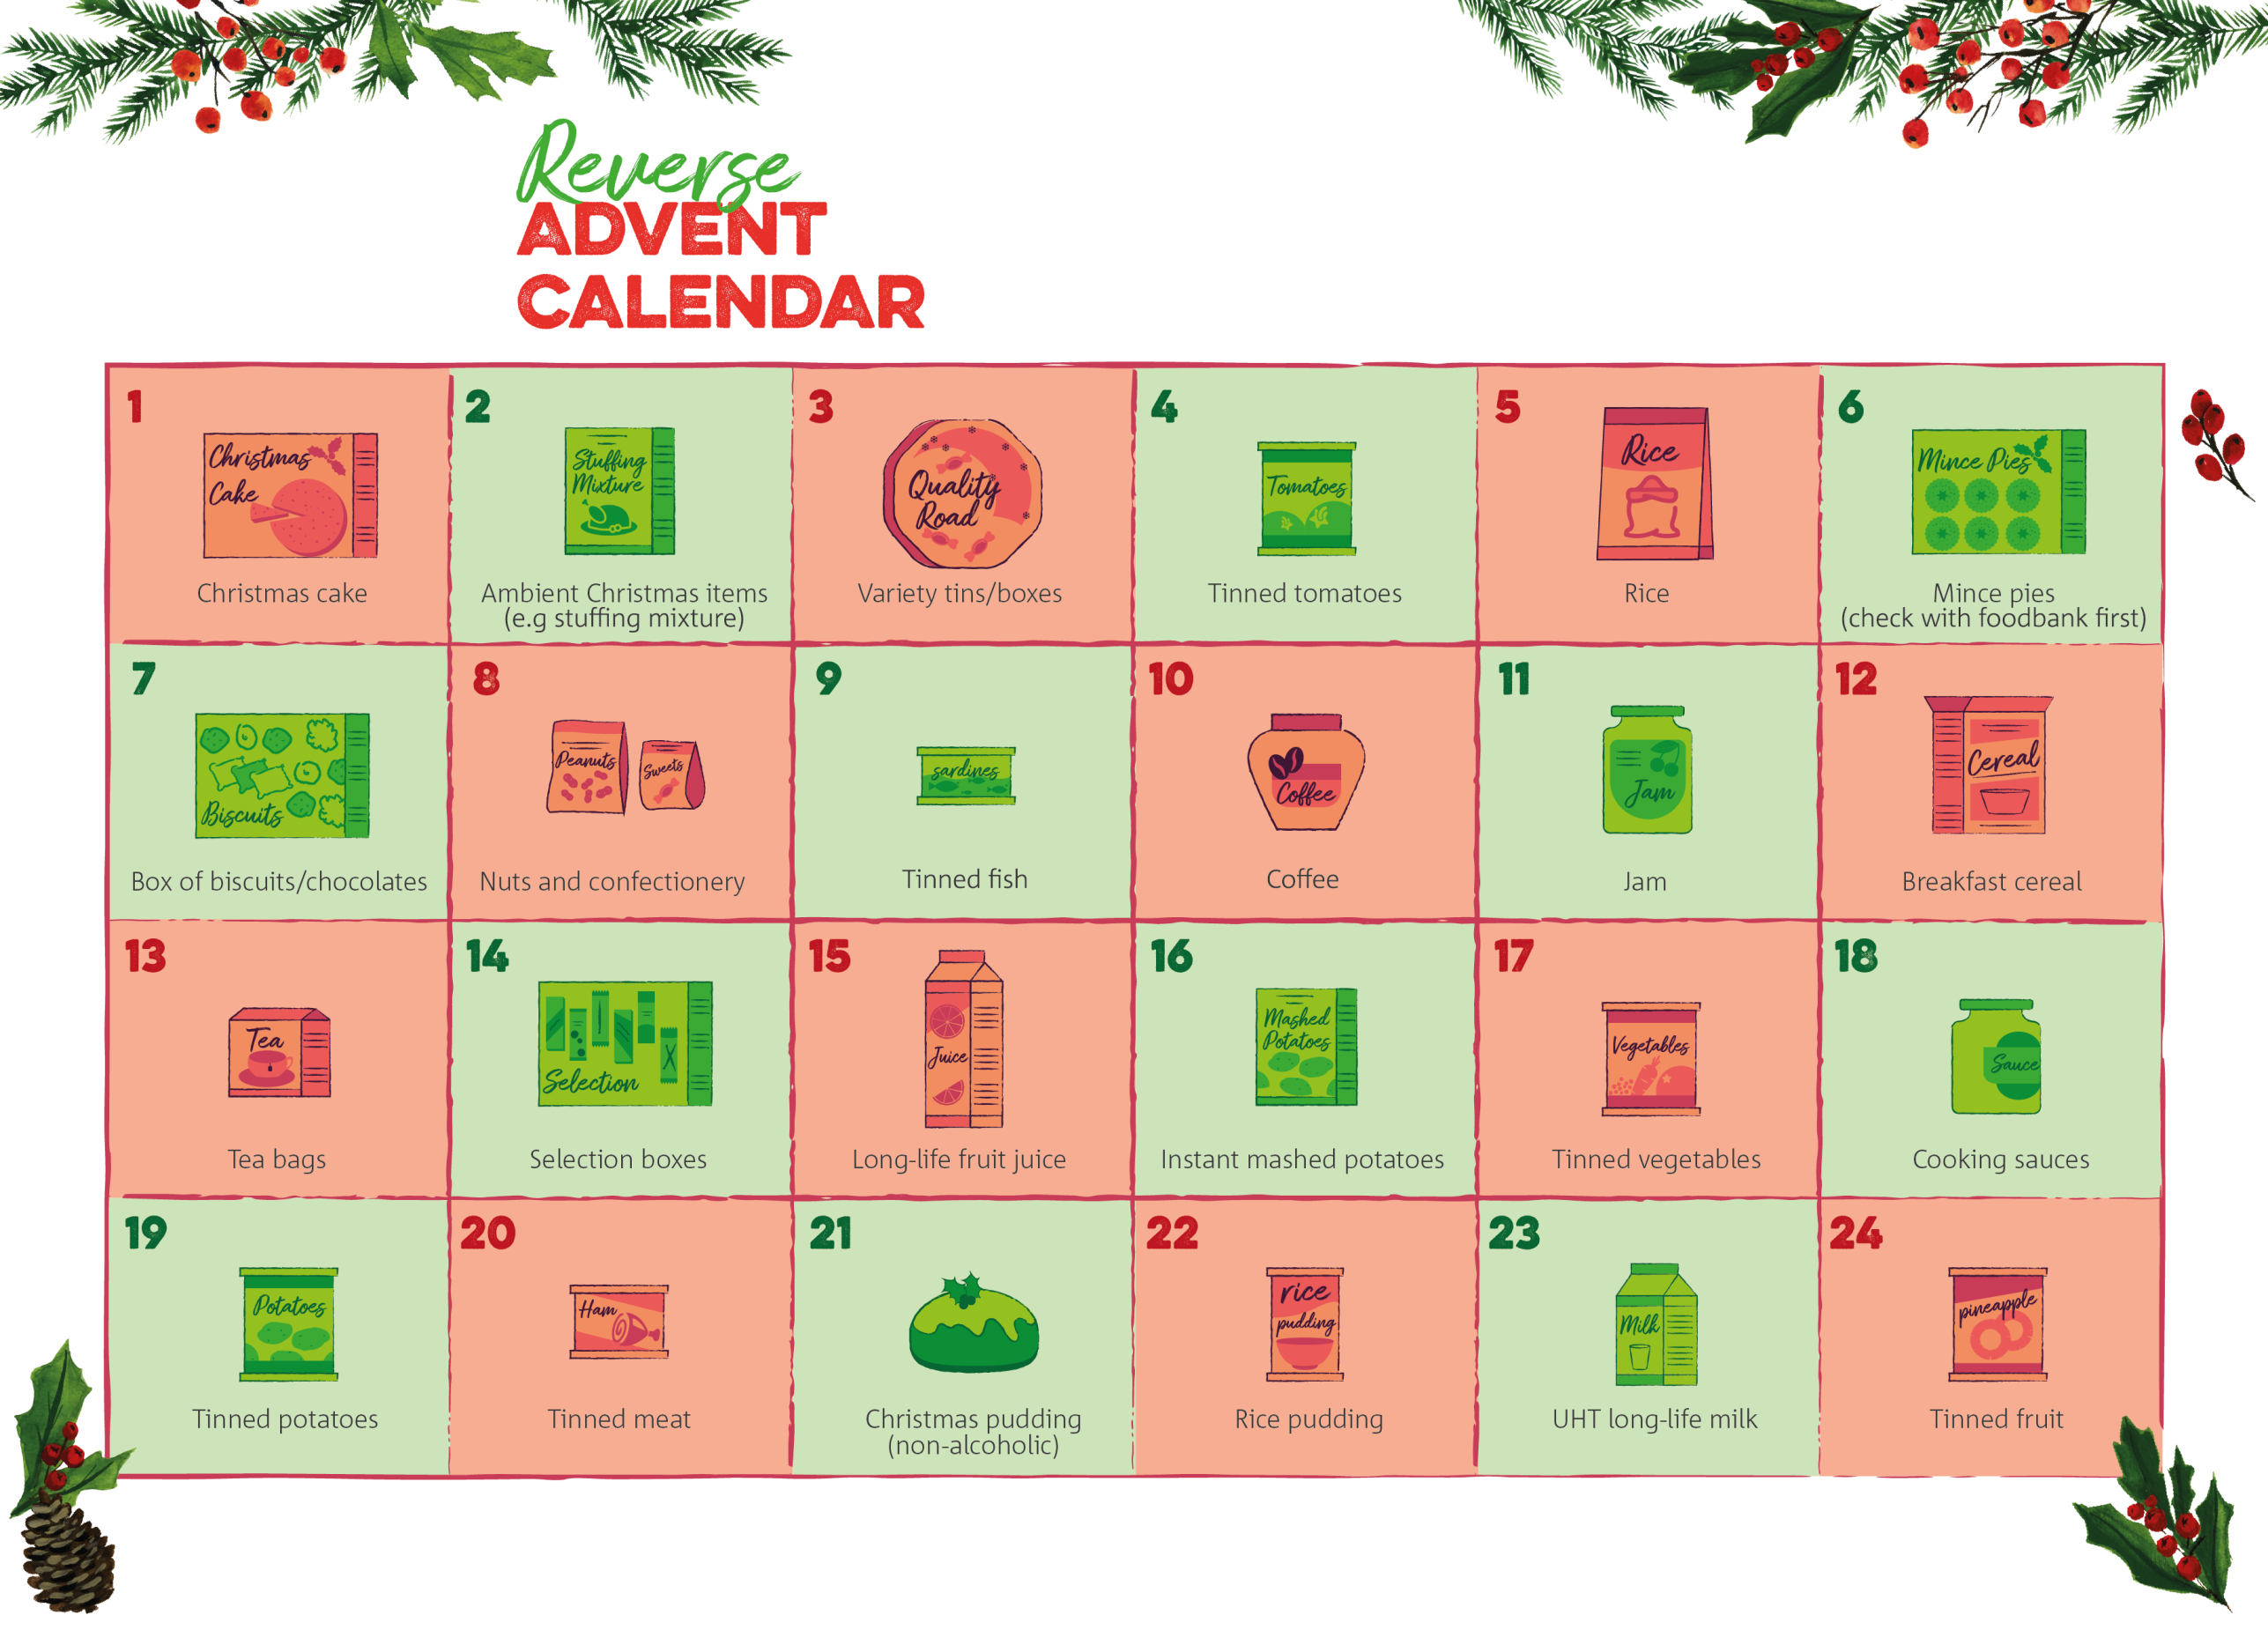 Reverse
ADVENT
CALENDAR
1
Christmas
Cake
Christmas cake
2
Stuffing
Mixture
Ambient Christmas items
(e.g stuffing mixture)
3
Quality
Road
Variety tins/boxes
4
Tomatoes
Tinned tomatoes
5
Rice
Rice
6
Mince Pies
Mince pies
(check with foodbank first)
7
Biscuits
Box of biscuits/chocolates
8
Peanuts
Sweets
Nuts and confectionery
9
sardines
Tinned fish
10
Coffee
Coffee
11
Jam
Jam
12
Cereal
Breakfast cereal
13
Tea
Tea bags
14
Selection
Selection boxes
15
Juice
Long-life fruit juice
16
Mashed
Potatoes
Instant mashed potatoes
17
Vegetables
Tinned vegetables
18
Sauce
Cooking sauces
19
Potatoes
Tinned potatoes
20
Ham
Tinned meat
21
Christmas pudding
(non-alcoholic)
22
rice
pudding
Rice pudding
23
Milk
UHT long-life milk
24
pineapple
Tinned fruit